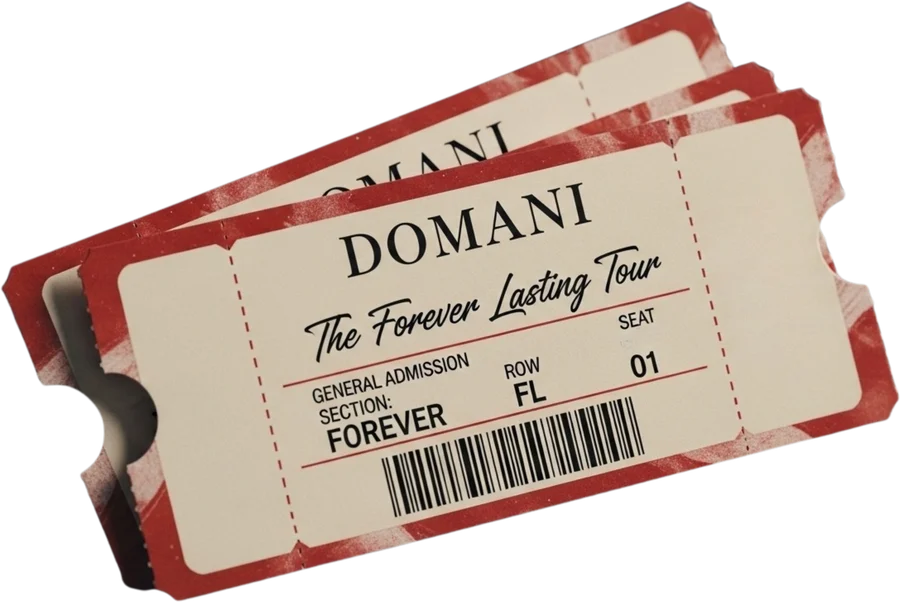 DOMANI
DOMANI
The Forever Lasting Tour
GENERAL ADMISSION
SECTION:
FOREVER
ROW
FL
SEAT
01